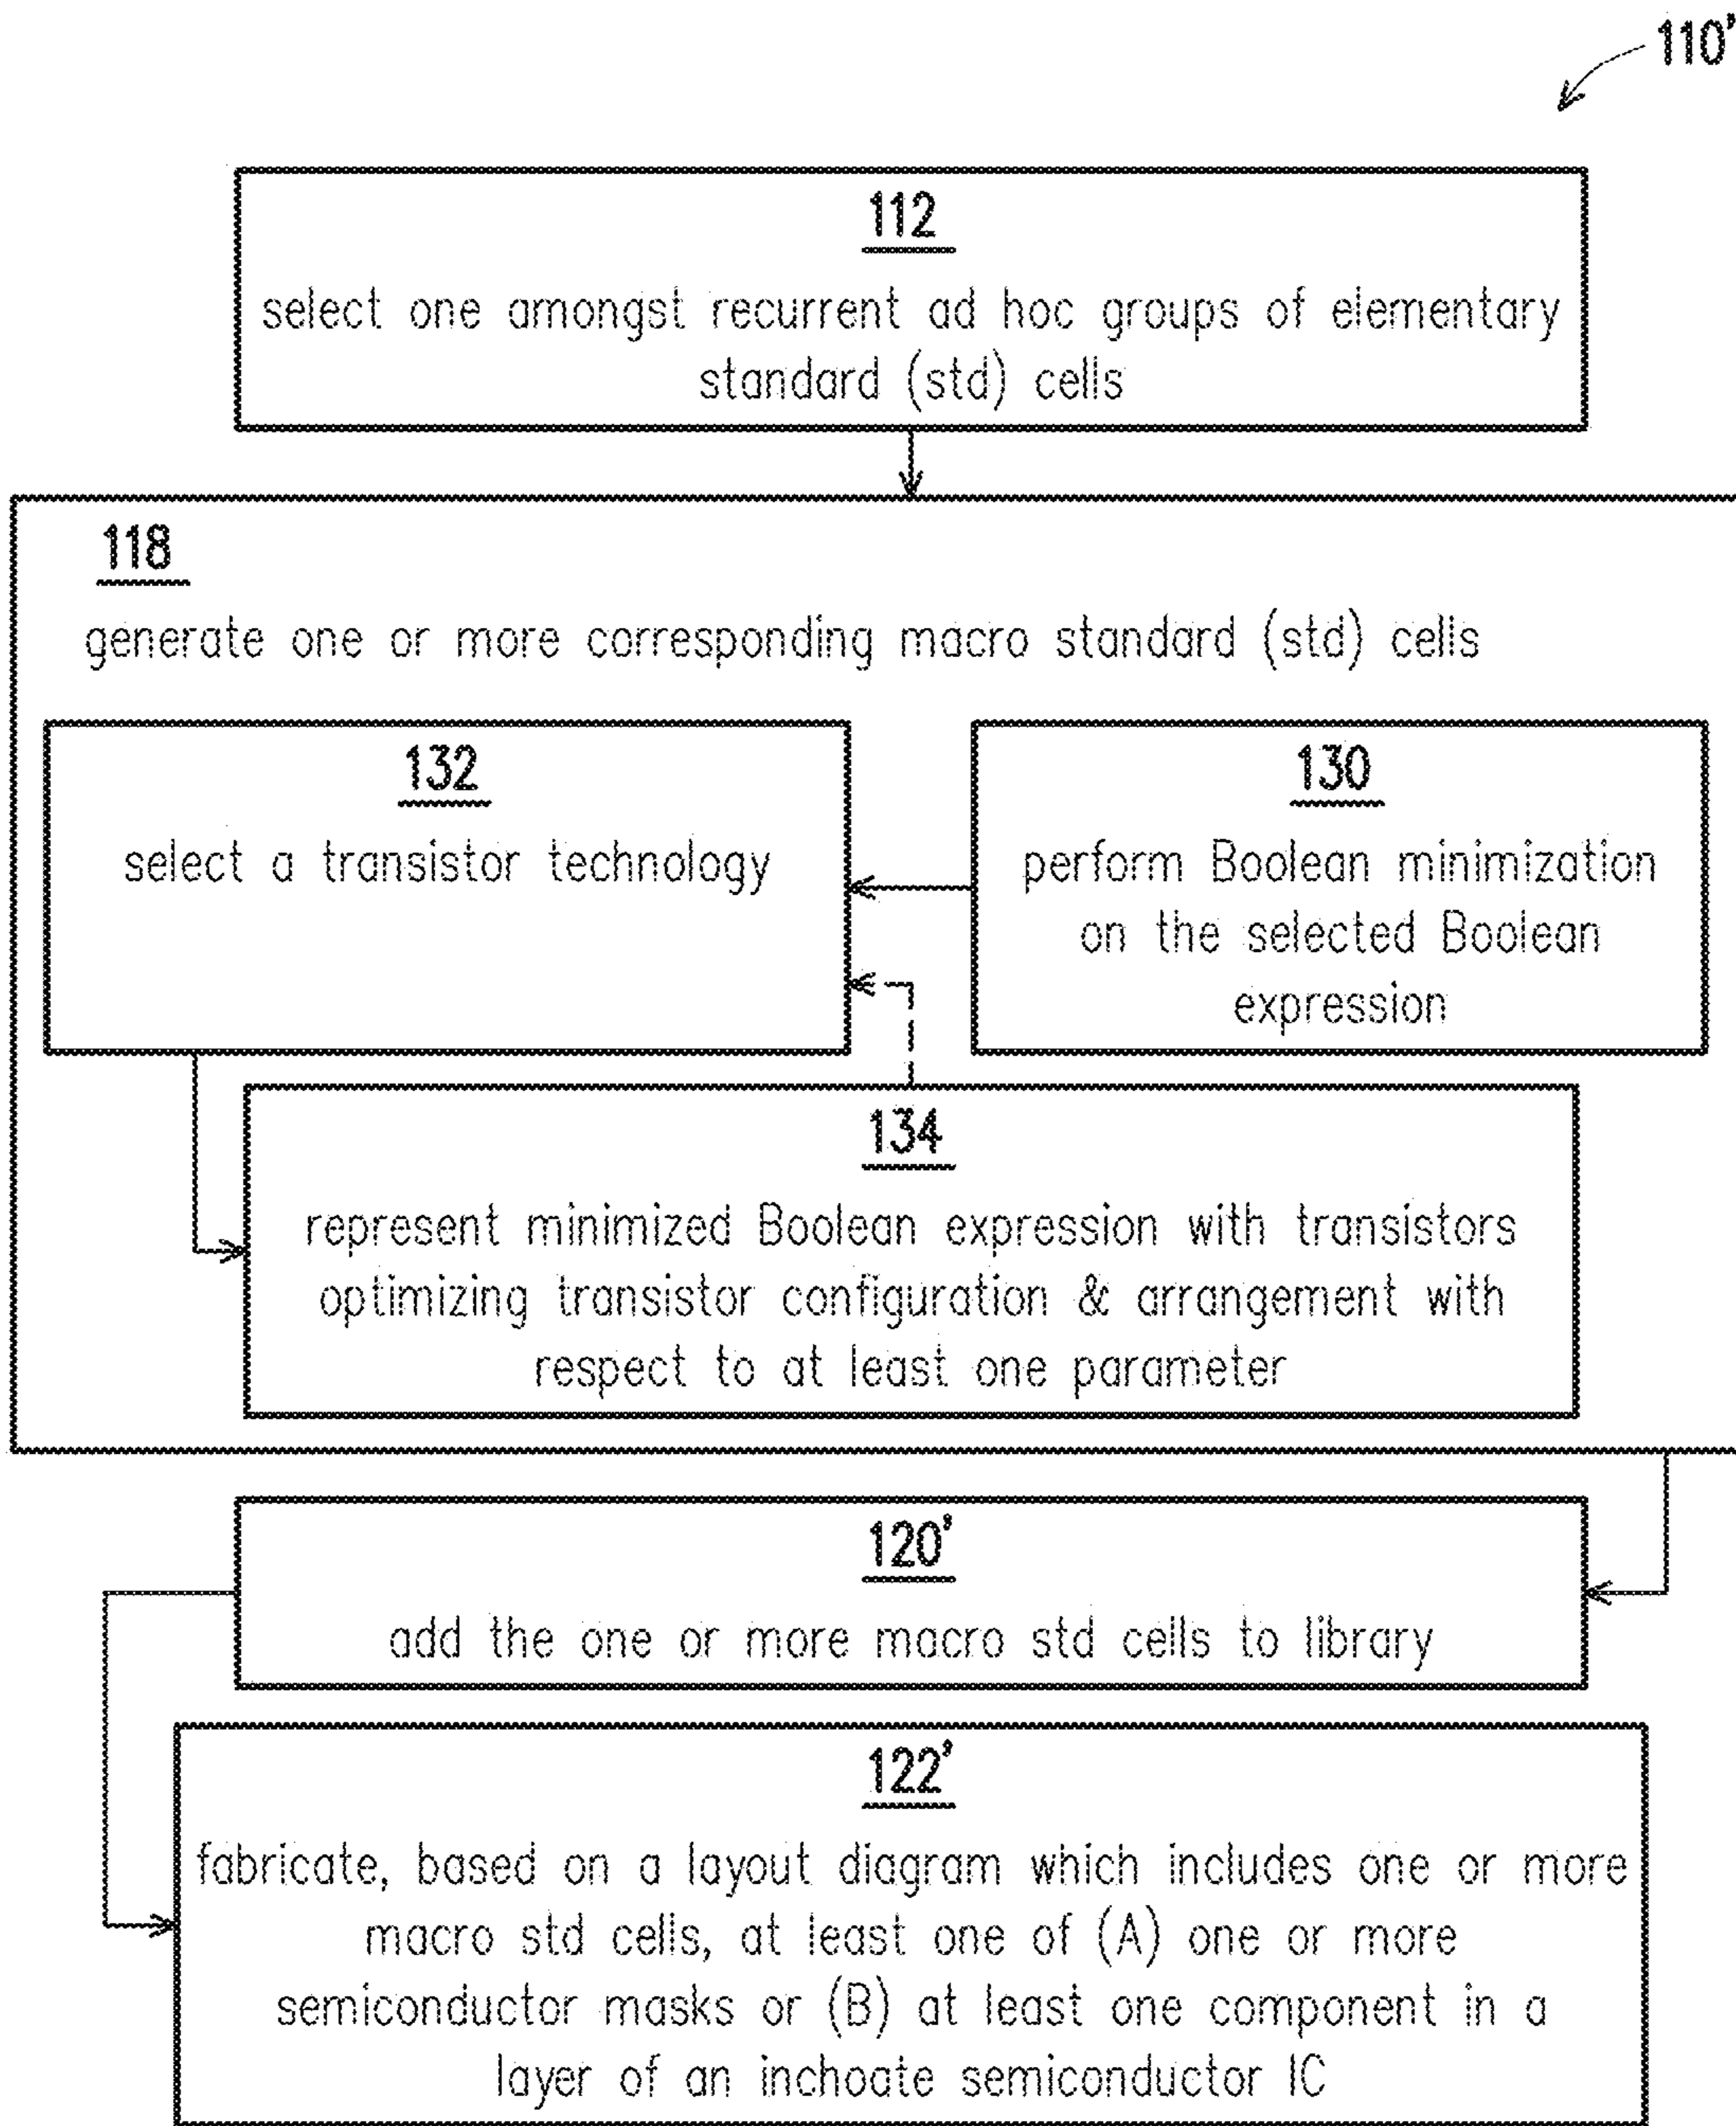 110'
112
select one amongst recurrent ad hoc groups of elementary
standard (std) cells
118
generate one or more corresponding macro standard (std) cells
132
select a transistor technology
130
perform Boolean minimization
on the selected Boolean
expression
134
represent minimized Boolean expression with transistors
optimizing transistor configuration & arrangement with
respect to at least one parameter
120'
add the one or more macro std cells to library
122'
fabricate, based on a layout diagram which includes one or more
macro std cells, at least one of (A) one or more
semiconductor masks or (B) at least one component in a
layer of an inchoate semiconductor IC